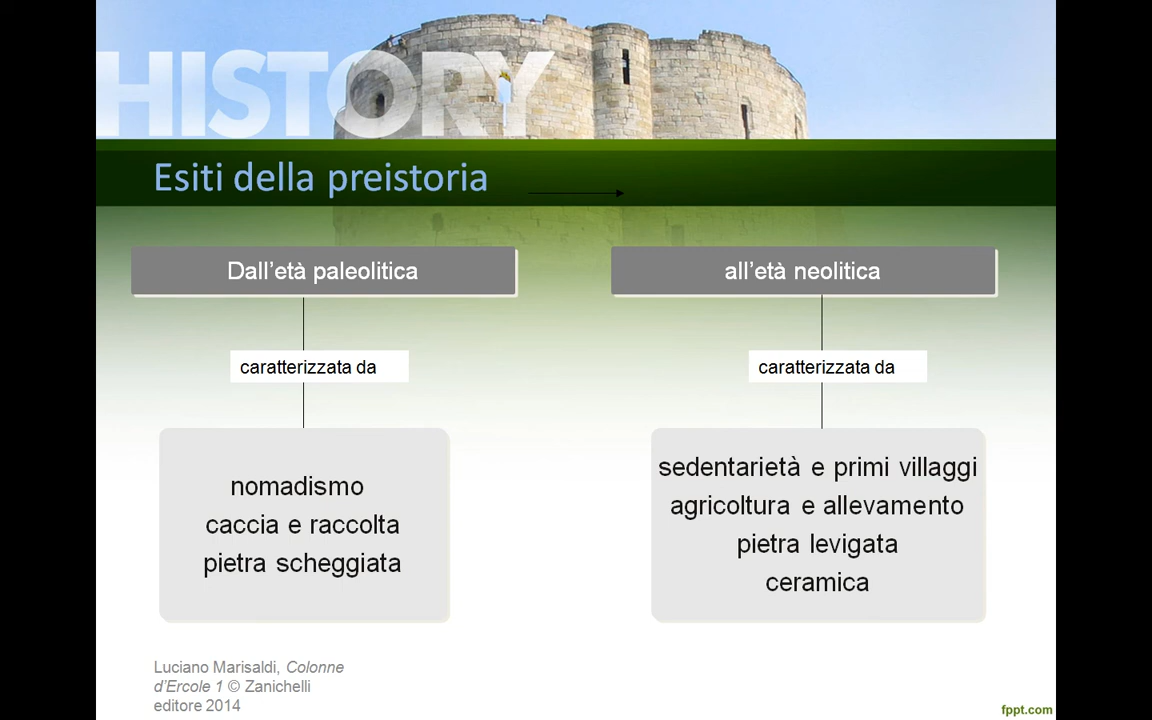 HISTORY
Esiti della preistoria
Dall’età paleolitica
all’età neolitica
caratterizzata da
caratterizzata da
nomadismo
caccia e raccolta
pietra scheggiata
sedentarietà e primi villaggi
agricoltura e allevamento
pietra levigata
ceramica
Luciano Marisaldi, Colonne
d’Ercole 1 © Zanichelli
editore 2014
fppt.com